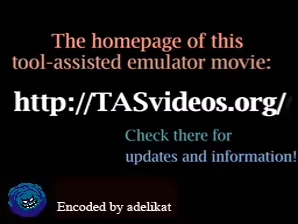 The homepage of this
tool-assisted emulator movie:
http://TASvideos.org/
Check there for
updates and information!
Encoded by adelikat